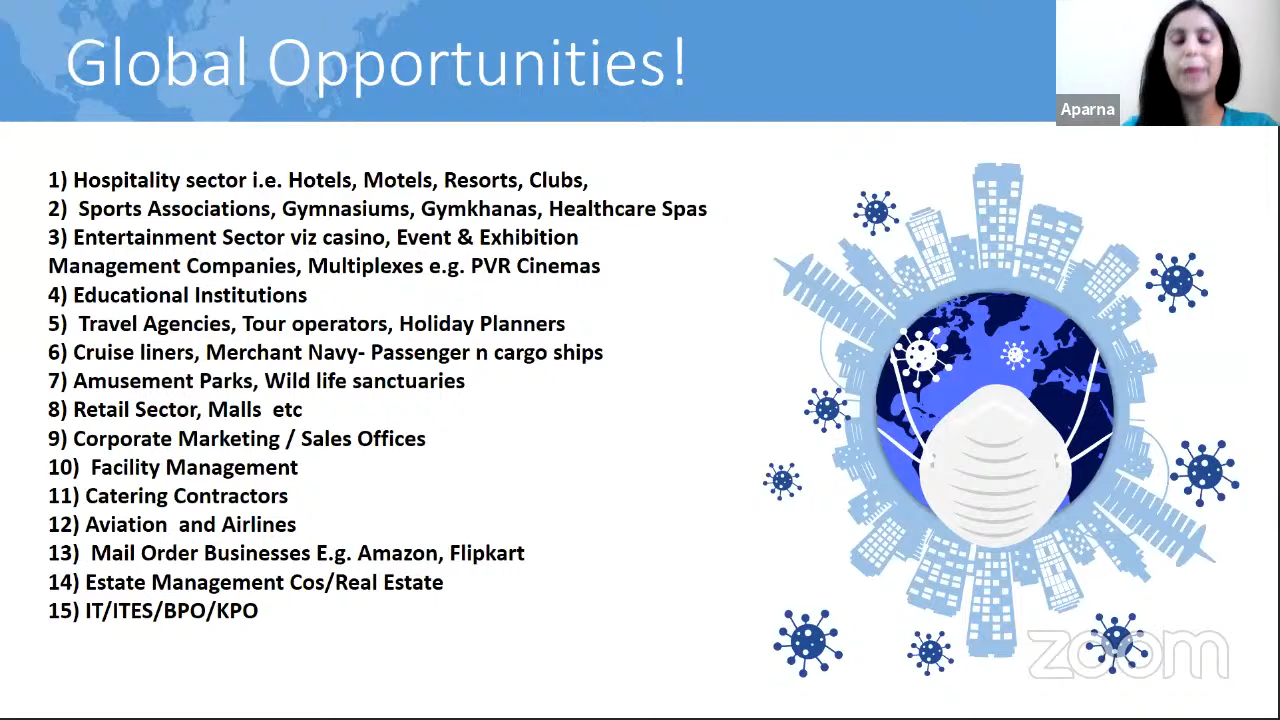 Global Opportunities!
Aparna
1) Hospitality sector i.e. Hotels, Motels, Resorts, Clubs,
2) Sports Associations, Gymnasiums, Gymkhanas, Healthcare Spas
3) Entertainment Sector viz casino, Event & Exhibition
Management Companies, Multiplexes e.g. PVR Cinemas
4) Educational Institutions
5) Travel Agencies, Tour operators, Holiday Planners
6) Cruise liners, Merchant Navy- Passenger n cargo ships
7) Amusement Parks, Wild life sanctuaries
8) Retail Sector, Malls etc
9) Corporate Marketing / Sales Offices
10) Facility Management
11) Catering Contractors
12) Aviation and Airlines
13) Mail Order Businesses E.g. Amazon, Flipkart
14) Estate Management Cos/Real Estate
15) IT/ITES/BPO/KPO
zoom